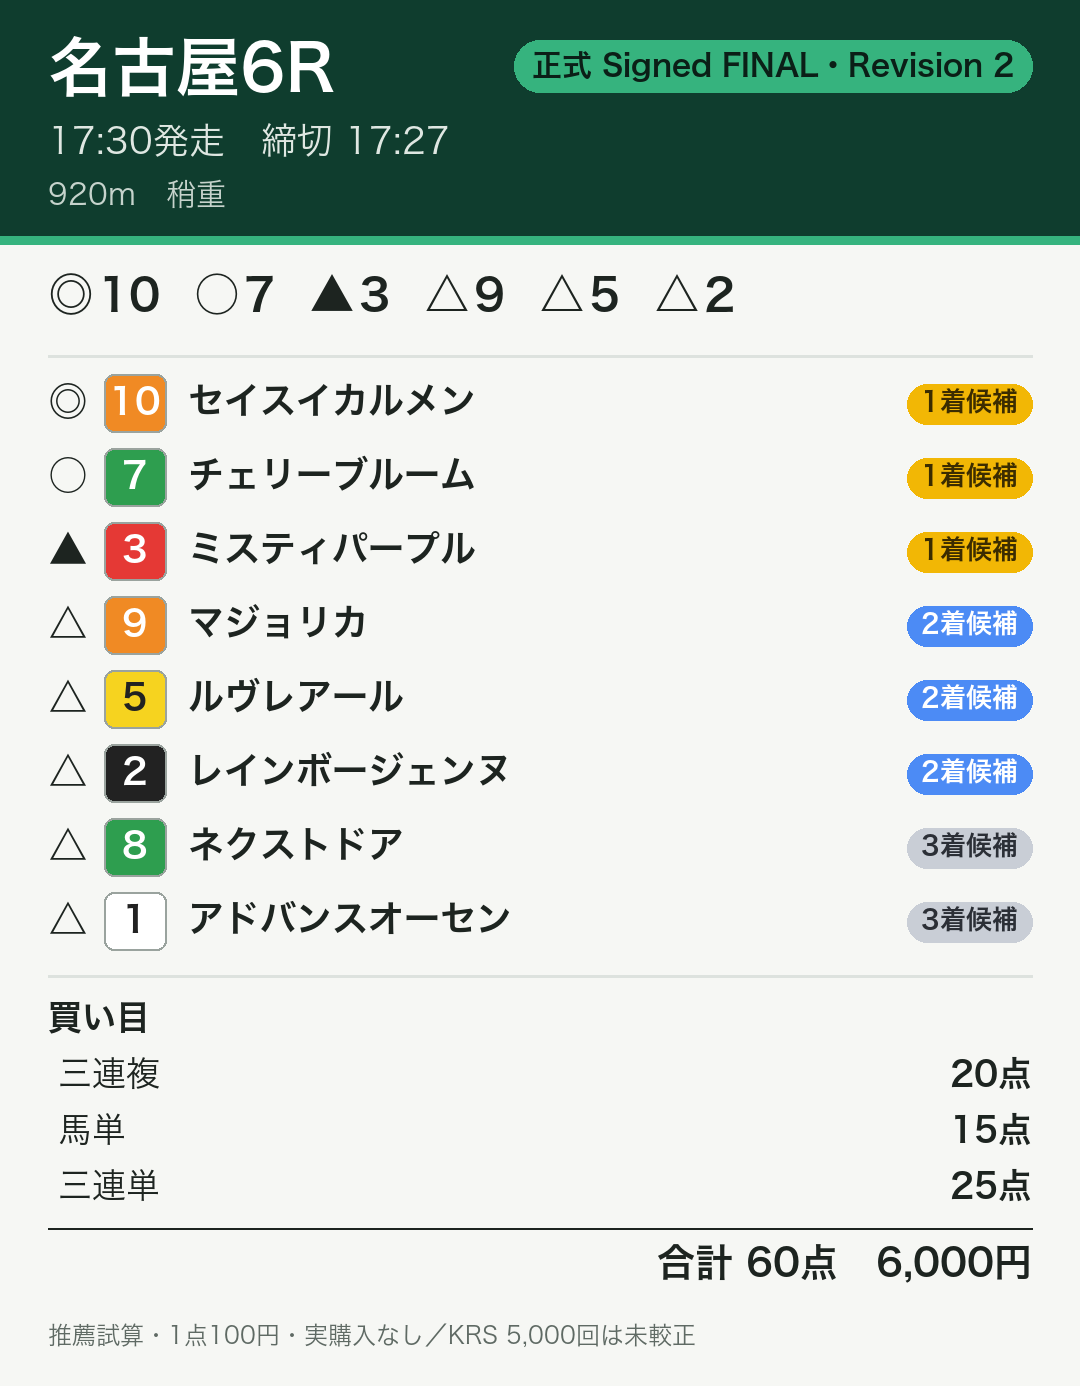 名古屋6R
正式 Signed FINAL・Revision 2
17:30発走　締切 17:27
920m　稍重
◎10 ○7 ▲3 △9 △5 △2
◎ 10 セイスイカルメン 1着候補
○ 7 チェリーブルーム 1着候補
▲ 3 ミスティパープル 1着候補
△ 9 マジョリカ 2着候補
△ 5 ルヴレアール 2着候補
△ 2 レインボージェンヌ 2着候補
△ 8 ネクストドア 3着候補
△ 1 アドバンスオーセン 3着候補
買い目
三連複 20点
馬単 15点
三連単 25点
合計 60点　6,000円
推薦試算・1点100円・実購入なし／KRS 5,000回は未較正